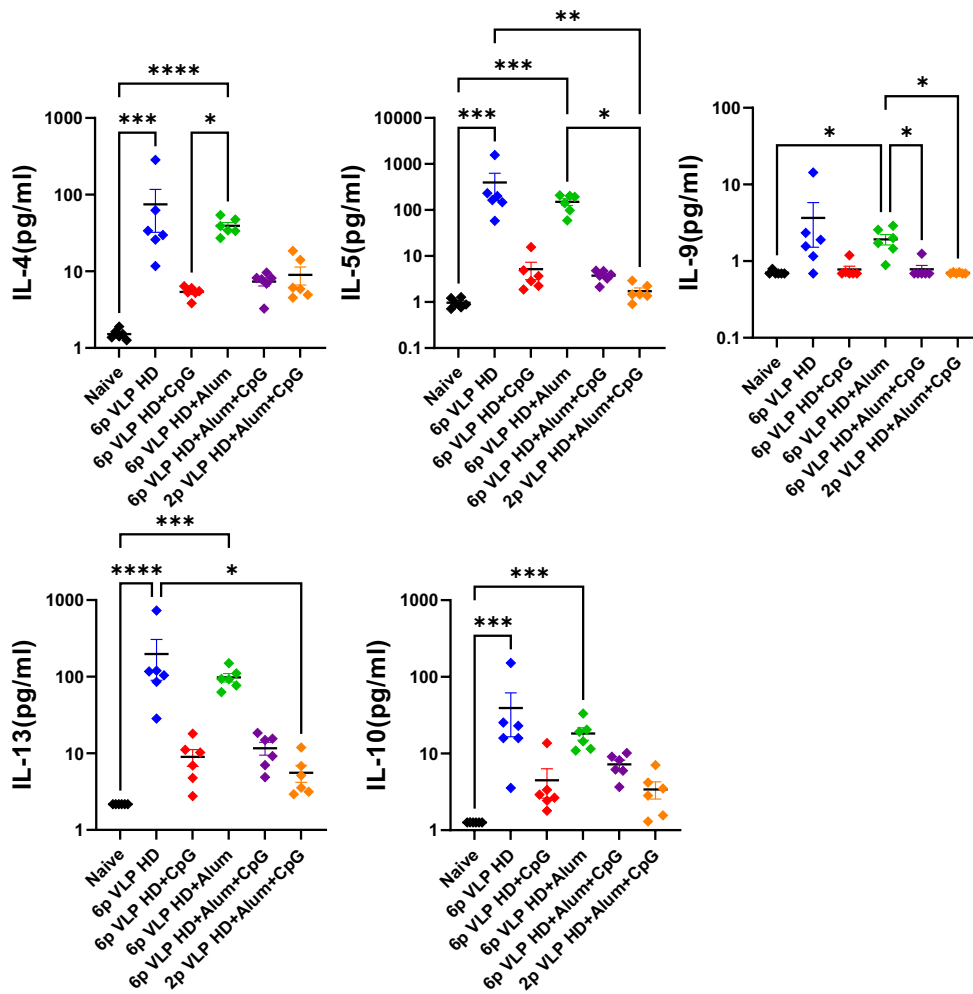 ****
***
*
IL-4(pg/ml)
1000
100
10
1
Naive
6p VLP HD
6p VLP HD+CpG
6p VLP HD+Alum
6p VLP HD+Alum+CpG
2p VLP HD+Alum+CpG
**
***
***
*
IL-5(pg/ml)
10000
1000
100
10
1
0.1
Naive
6p VLP HD
6p VLP HD+CpG
6p VLP HD+Alum
6p VLP HD+Alum+CpG
2p VLP HD+Alum+CpG
*
*
*
IL-9(pg/ml)
100
10
1
0.1
Naive
6p VLP HD
6p VLP HD+CpG
6p VLP HD+Alum
6p VLP HD+Alum+CpG
2p VLP HD+Alum+CpG
***
****
*
IL-13(pg/ml)
1000
100
10
1
Naive
6p VLP HD
6p VLP HD+CpG
6p VLP HD+Alum
6p VLP HD+Alum+CpG
2p VLP HD+Alum+CpG
***
***
IL-10(pg/ml)
1000
100
10
1
Naive
6p VLP HD
6p VLP HD+CpG
6p VLP HD+Alum
6p VLP HD+Alum+CpG
2p VLP HD+Alum+CpG